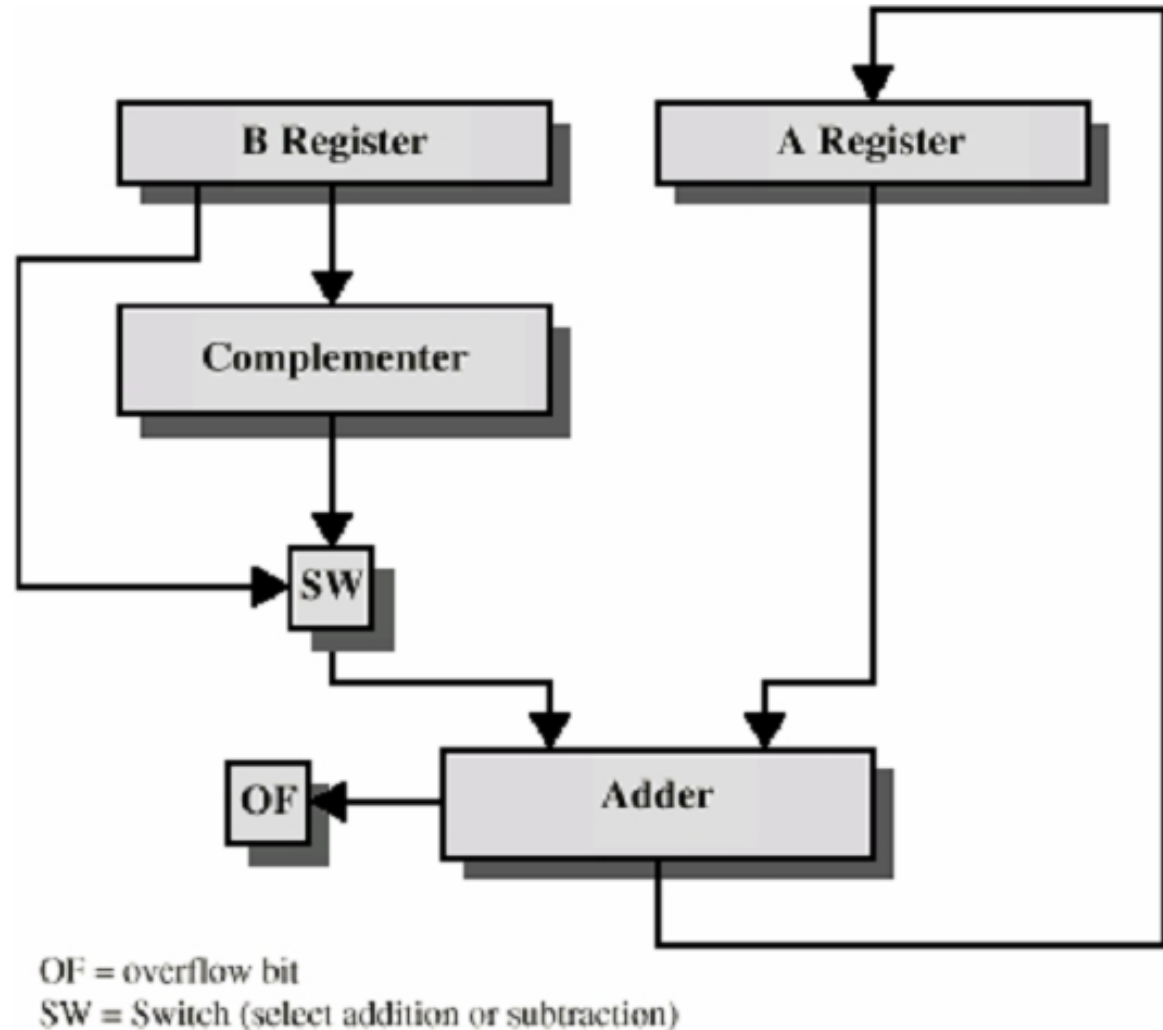 B Register
A Register
Complementer
SW
OF
Adder
OF = overflow bit
SW = Switch (select addition or subtraction)